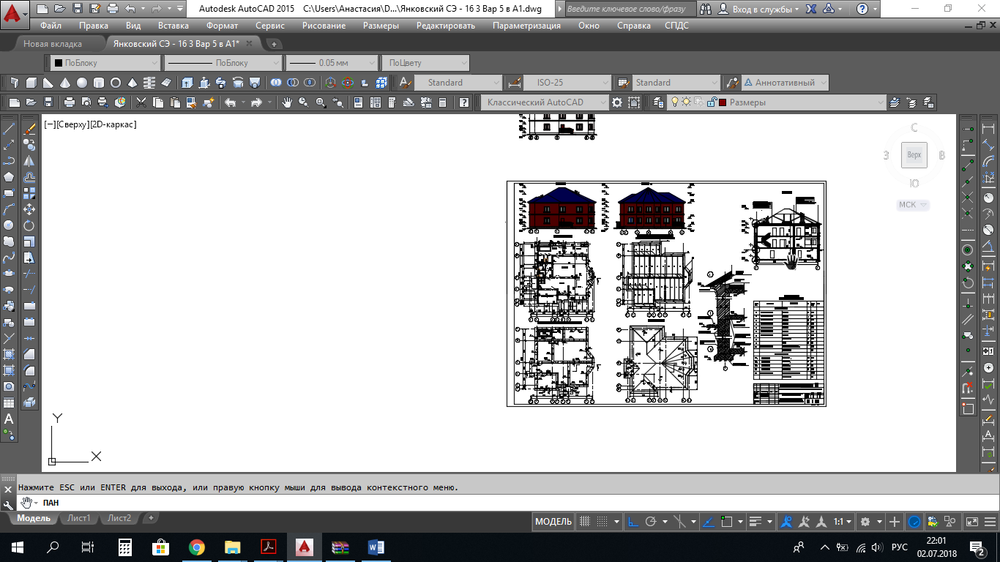 Autodesk AutoCAD 2015 C:\Users\Анастасия\D...\Янковский СЭ - 16 3 Вар 5 в А1.dwg
Введите ключевое слово/фразу
Вход в службы
Файл Правка Вид Вставка Формат Сервис Рисование Размеры Редактировать Параметризация Окно Справка СПДС
Новая вкладка
Янковский СЭ - 16 3 Вар 5 в А1*
ПоБлоку ПоБлоку 0.05 мм ПоЦвету
Standard ISO-25 Standard Аннотативный
Классический AutoCAD Размеры
[−][Сверху][2D-каркас]
С
З Верх В
Ю
МСК
Y
X
Нажмите ESC или ENTER для выхода, или правую кнопку мыши для вывода контекстного меню.
ПАН
Модель Лист1 Лист2
МОДЕЛЬ 1:1
РУС
22:01
02.07.2018
2